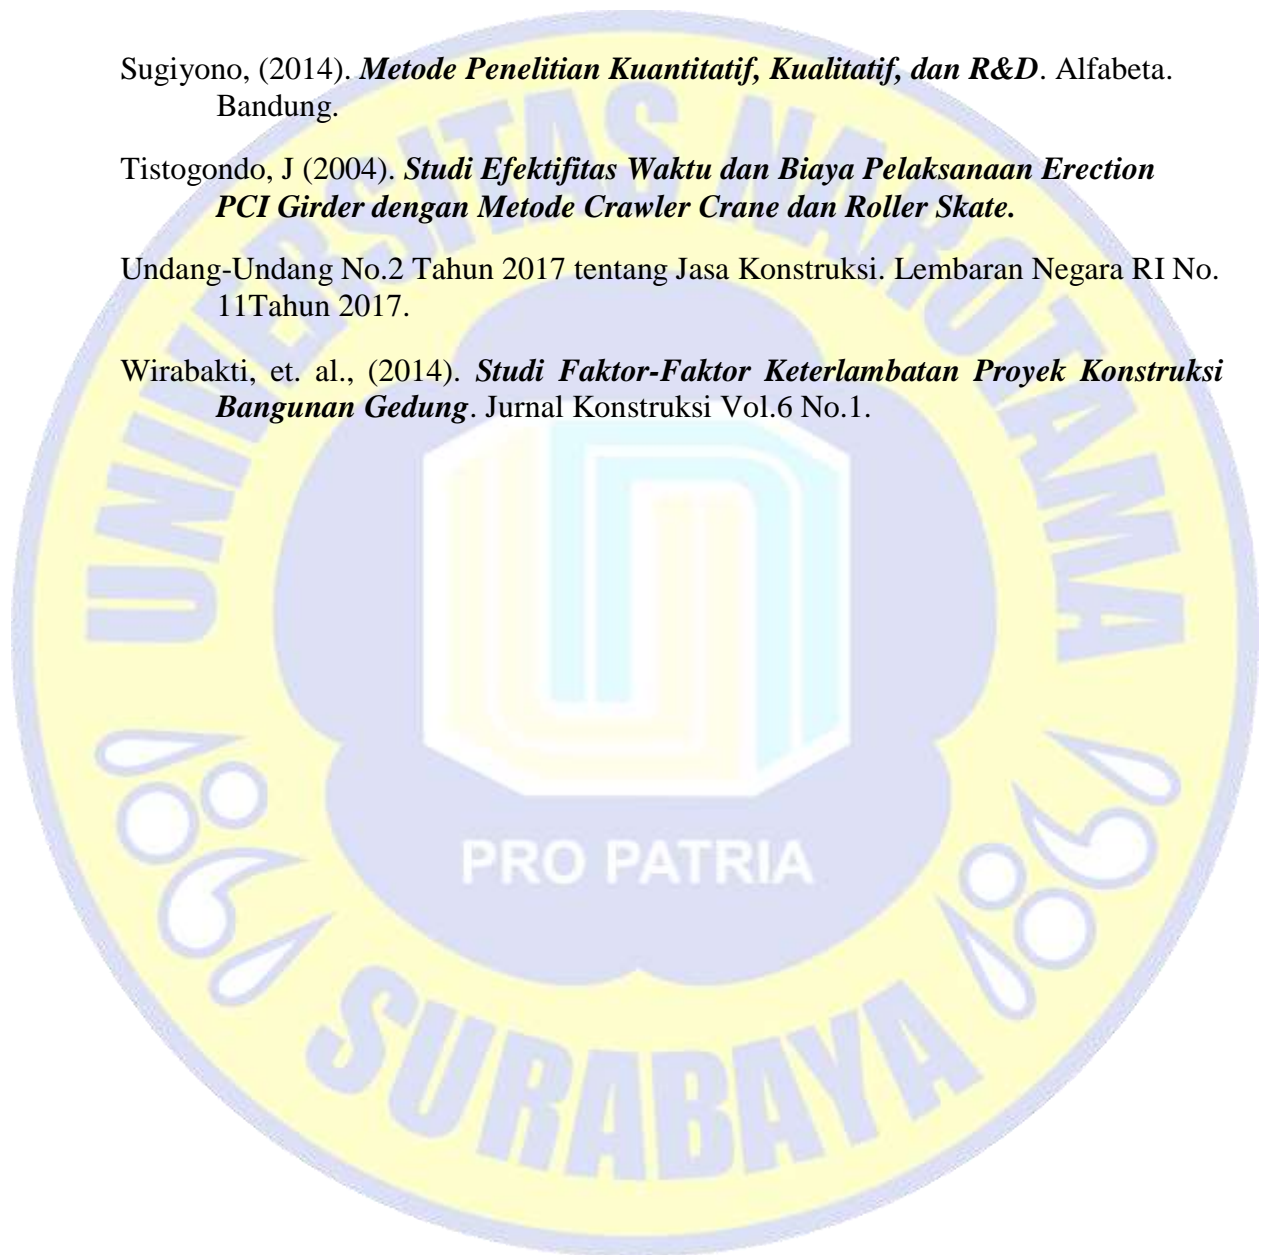 Sugiyono, (2014). Metode Penelitian Kuantitatif, Kualitatif, dan R&D. Alfabeta.
Bandung.
Tistogondo, J (2004). Studi Efektifitas Waktu dan Biaya Pelaksanaan Erection
PCI Girder dengan Metode Crawler Crane dan Roller Skate.
Undang-Undang No.2 Tahun 2017 tentang Jasa Konstruksi. Lembaran Negara RI No.
11Tahun 2017.
Wirabakti, et. al., (2014). Studi Faktor-Faktor Keterlambatan Proyek Konstruksi
Bangunan Gedung. Jurnal Konstruksi Vol.6 No.1.
UNIVERSITAS NAROTAMA
PRO PATRIA
SURABAYA